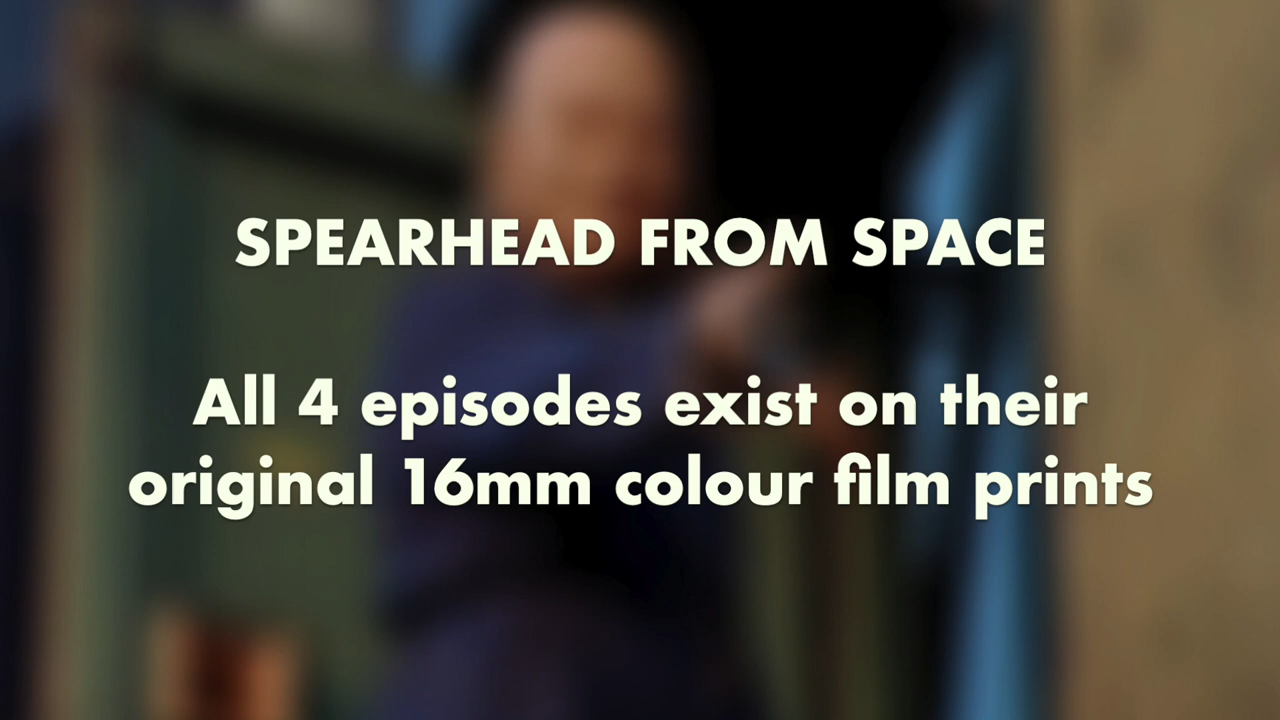 SPEARHEAD FROM SPACE
All 4 episodes exist on their
original 16mm colour film prints